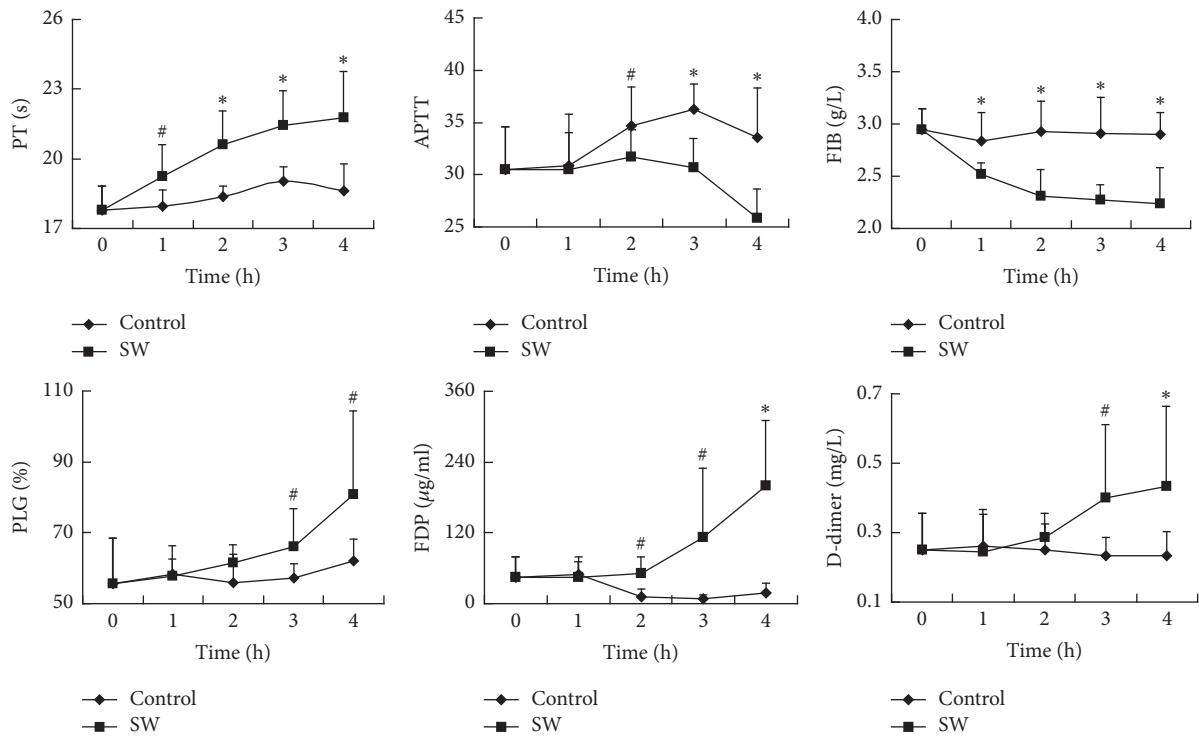 PT (s)
26
23
20
17
#
*
*
*
0 1 2 3 4
Time (h)
Control
SW
APTT
45
40
35
30
25
#
*
*
0 1 2 3 4
Time (h)
Control
SW
FIB (g/L)
4.0
3.5
3.0
2.5
2.0
*
*
*
*
0 1 2 3 4
Time (h)
Control
SW
PLG (%)
110
90
70
50
#
#
0 1 2 3 4
Time (h)
Control
SW
FDP (μg/ml)
360
240
120
0
#
#
*
0 1 2 3 4
Time (h)
Control
SW
D-dimer (mg/L)
0.7
0.5
0.3
0.1
#
*
0 1 2 3 4
Time (h)
Control
SW